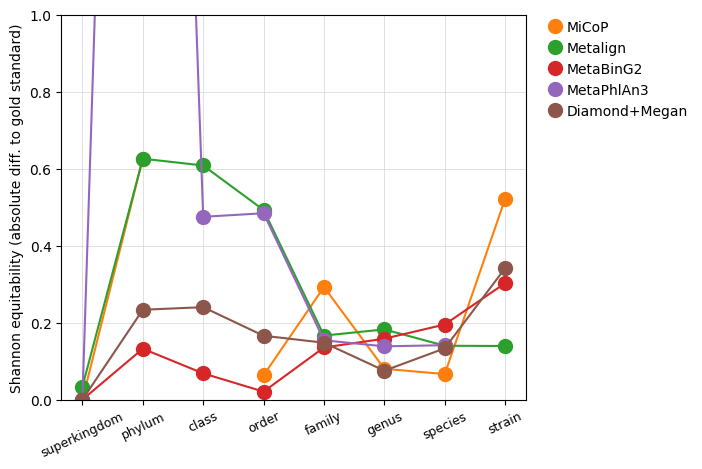 Shannon equitability (absolute diff. to gold standard)
1.0
0.8
0.6
0.4
0.2
0.0
superkingdom
phylum
class
order
family
genus
species
strain
MiCoP
Metalign
MetaBinG2
MetaPhlAn3
Diamond+Megan